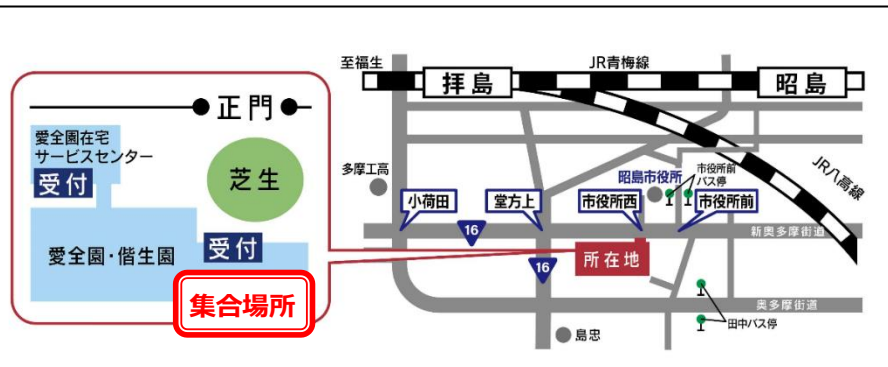 正門
愛全園在宅
サービスセンター
受付
芝生
愛全園・偕生園
受付
集合場所
至福生
JR青梅線
拝島
昭島
JR八高線
多摩工高
昭島市役所
市役所前
バス停
小荷田
堂方上
市役所西
市役所前
16
新奥多摩街道
所在地
16
奥多摩街道
田中バス停
島忠